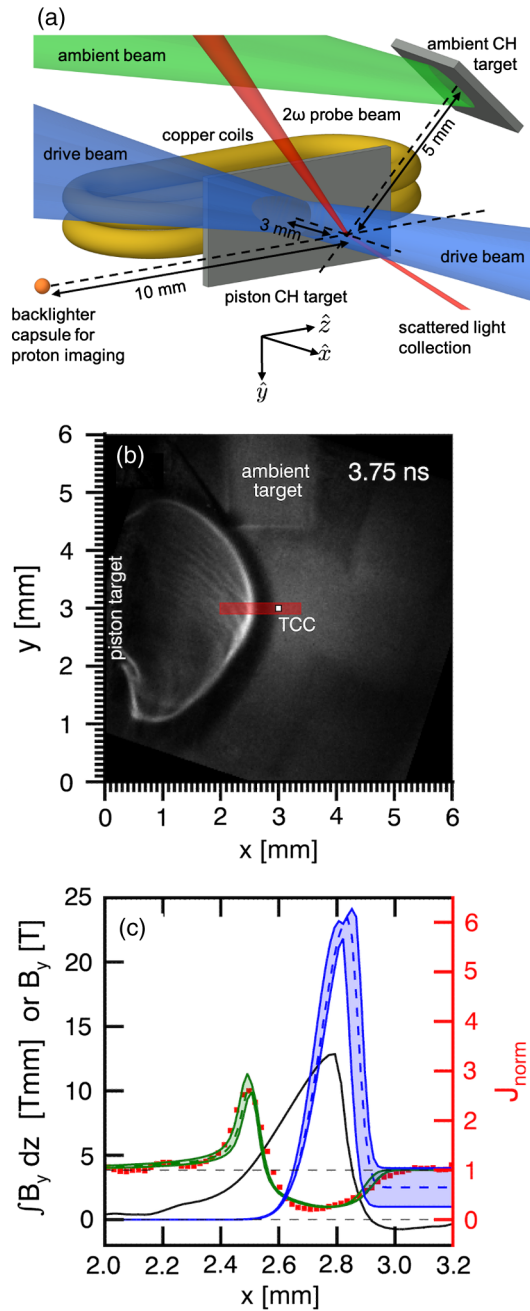 (a)
ambient beam
ambient CH
target
2ω probe beam
copper coils
5 mm
drive beam
3 mm
drive
beam
10 mm
piston CH target
backlighter
capsule for
proton imaging
scattered light
collection
ẑ
x̂
ŷ
(b)
ambient
target
3.75 ns
piston target
TCC
y [mm]
6
5
4
3
2
1
0
0 1 2 3 4 5 6
x [mm]
(c)
∫B_y dz [Tmm] or B_y [T]
25
20
15
10
5
0
6
5
4
3
2
1
0
J_norm
2.0 2.2 2.4 2.6 2.8 3.0 3.2
x [mm]